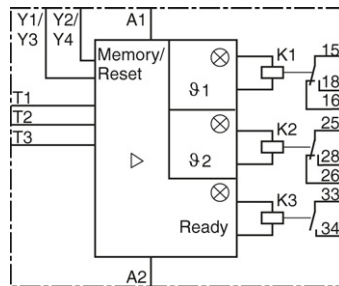 Y1/ Y2/ A1
Y3 Y4
Memory/
Reset
K1 15
ϑ1
18
16
T1
T2
T3
K2 25
ϑ2
28
26
K3 33
Ready
34
A2